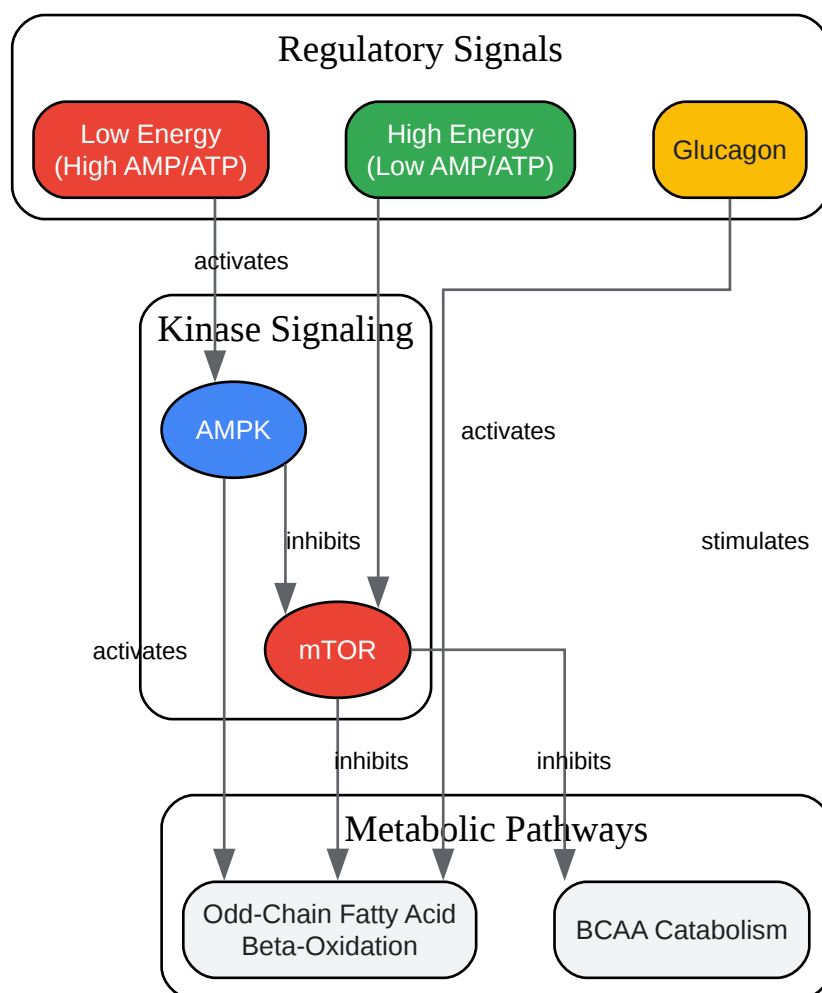 Regulatory Signals
Low Energy
(High AMP/ATP)
High Energy
(Low AMP/ATP)
Glucagon
activates
Kinase Signaling
AMPK
activates
inhibits
stimulates
mTOR
activates
inhibits
inhibits
Metabolic Pathways
Odd-Chain Fatty Acid
Beta-Oxidation
BCAA Catabolism